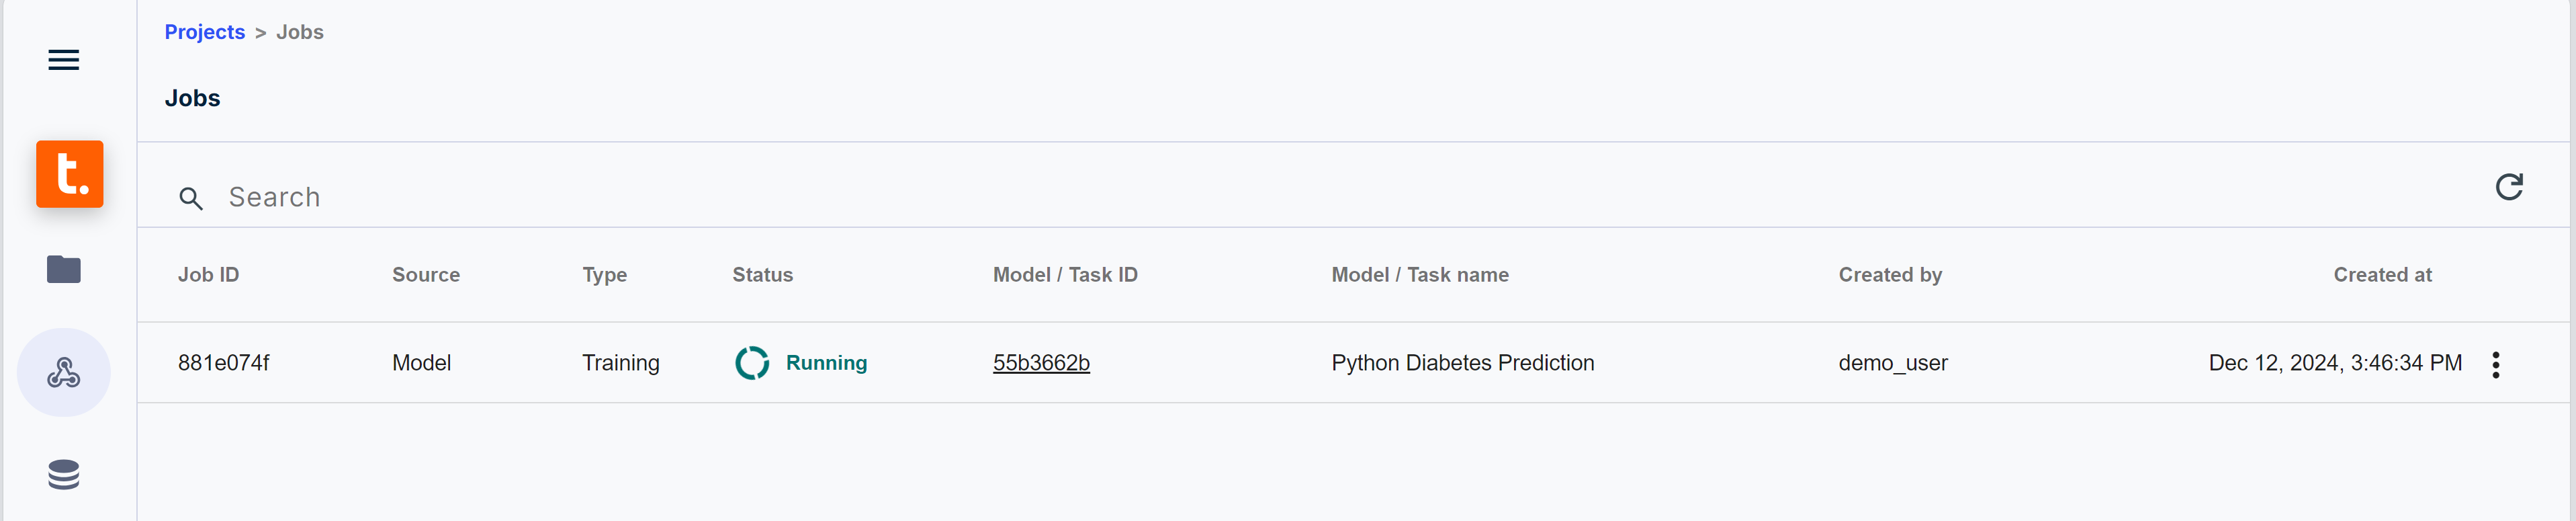 Projects > Jobs
Jobs
t.
Search
Job ID Source Type Status Model / Task ID Model / Task name Created by Created at
881e074f Model Training Running 55b3662b Python Diabetes Prediction demo_user Dec 12, 2024, 3:46:34 PM